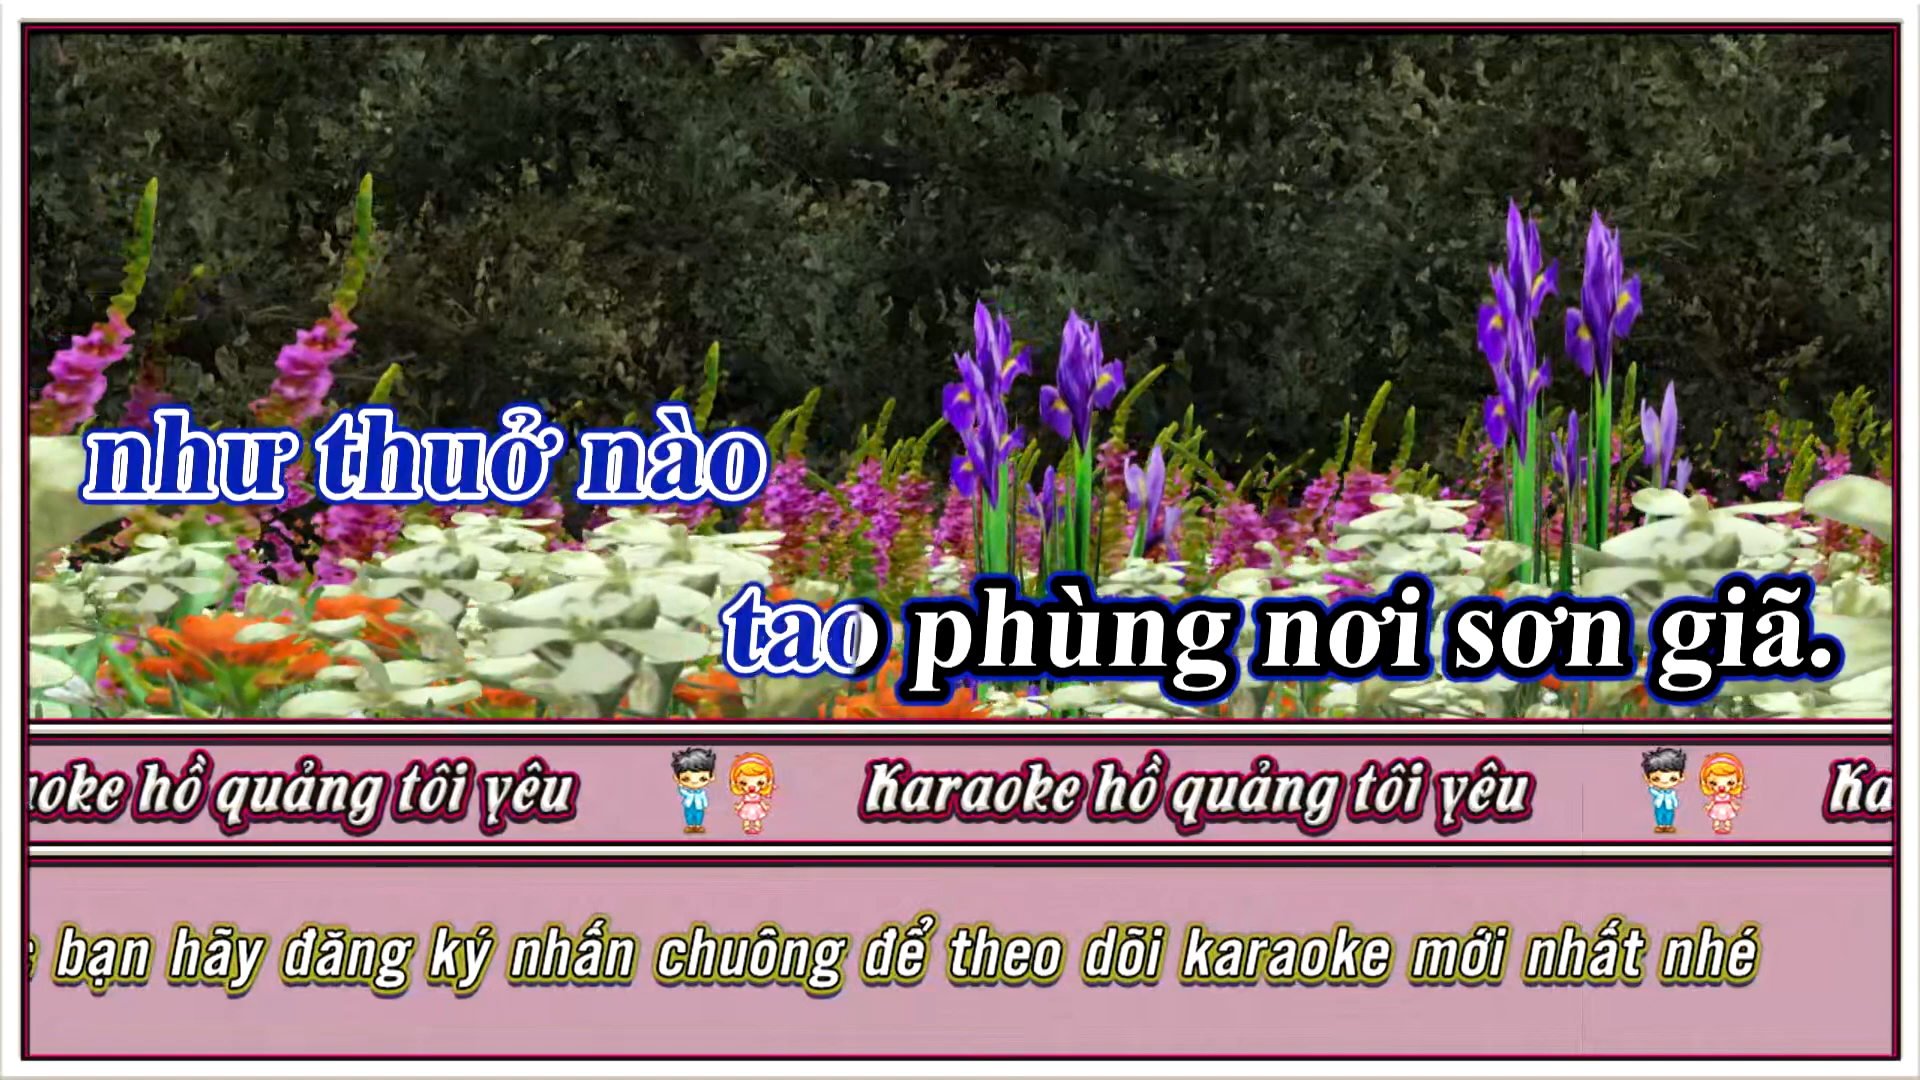 như thuở nào
tao phùng nơi sơn giã.
hồ quảng tôi yêu Karaoke hồ quảng tôi yêu
bạn hãy đăng ký nhấn chuông để theo dõi karaoke mới nhất nhé